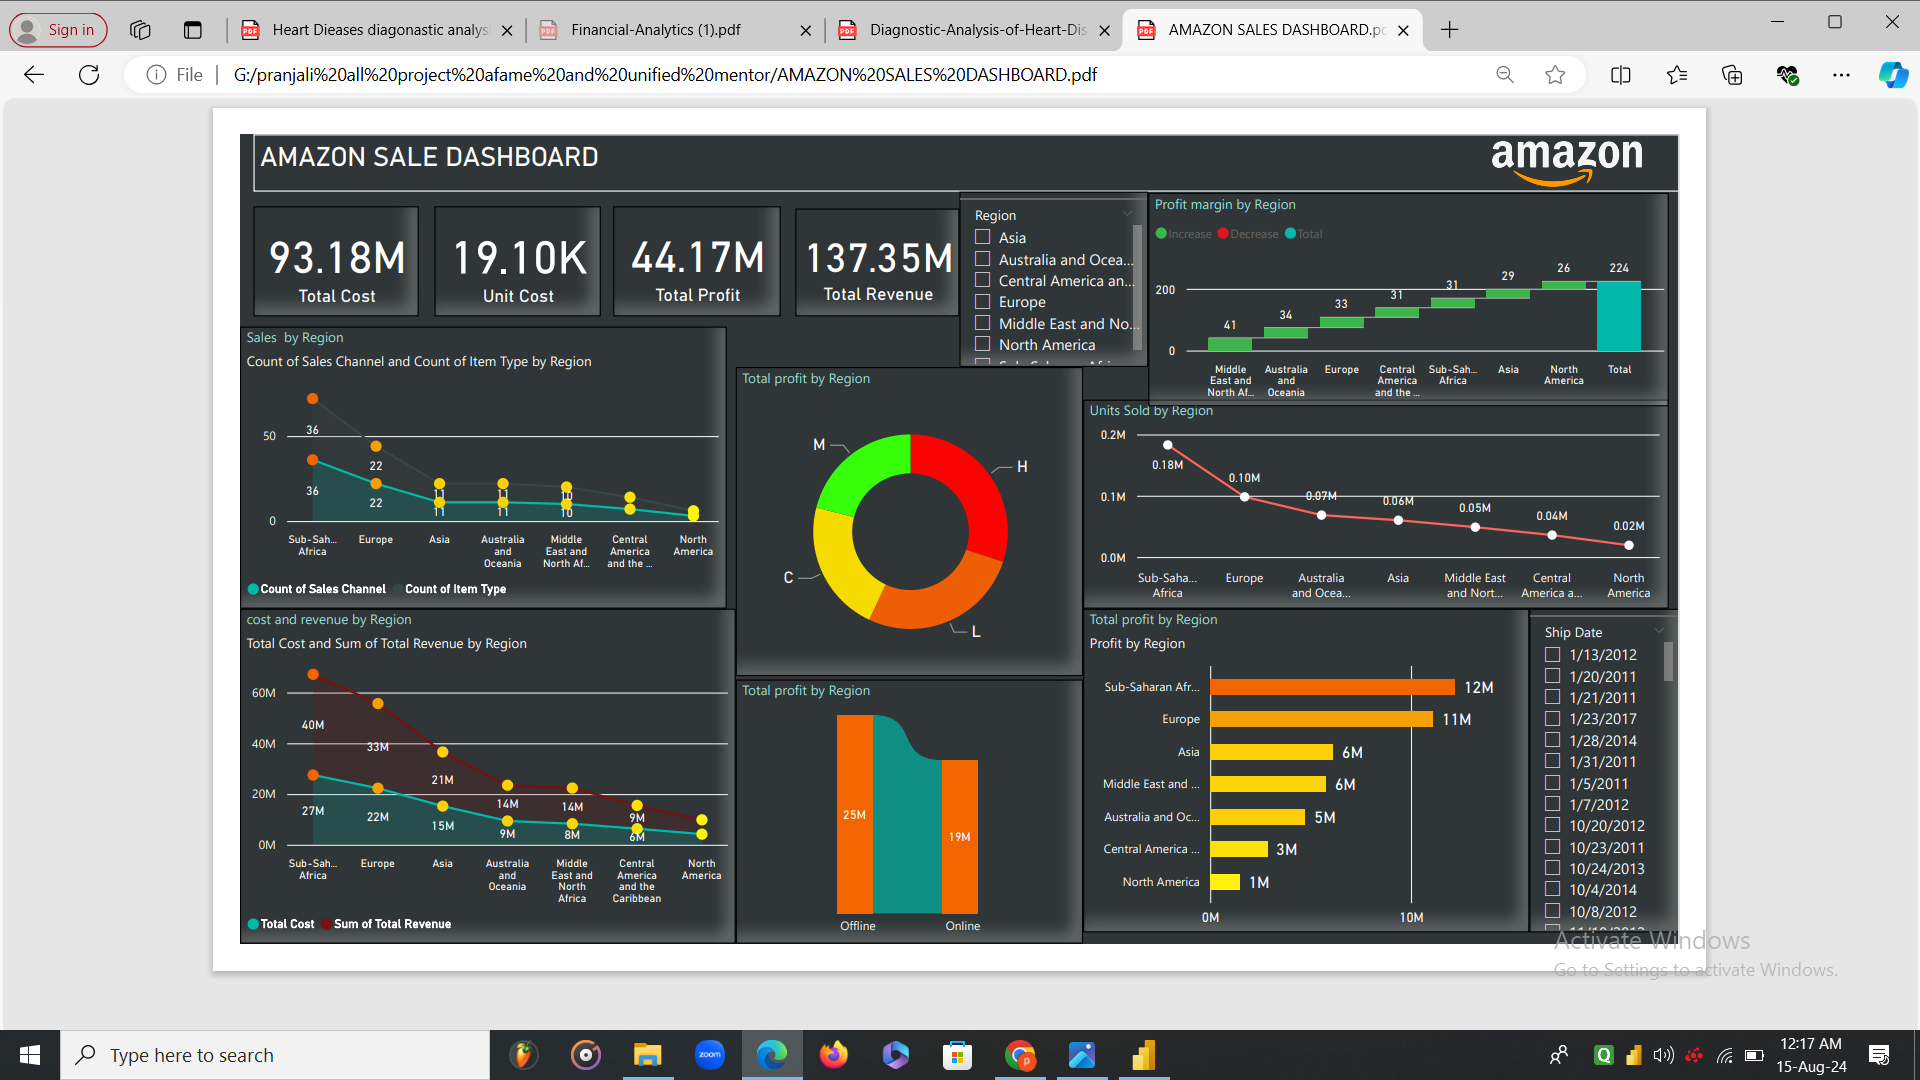 Sign in
Heart Dieases diagonastic analys
Financial-Analytics (1).pdf
Diagnostic-Analysis-of-Heart-Dis
AMAZON SALES DASHBOARD.pd
File
G:/pranjali%20all%20project%20afame%20and%20unified%20mentor/AMAZON%20SALES%20DASHBOARD.pdf
AMAZON SALE DASHBOARD
amazon
93.18M
Total Cost
19.10K
Unit Cost
44.17M
Total Profit
137.35M
Total Revenue
Region
Asia
Australia and Ocea...
Central America an...
Europe
Middle East and No...
North America
Profit margin by Region
Increase Decrease Total
200
0
41
34
33
31
31
29
26
224
Middle East and North Af...
Australia and Oceania
Europe
Central America and the ...
Sub-Sah... Africa
Asia
North America
Total
Sales by Region
Count of Sales Channel and Count of Item Type by Region
50
0
36
22
11
11
10
36
22
11
11
10
Sub-Sah... Africa
Europe
Asia
Australia and Oceania
Middle East and North Af...
Central America and the ...
North America
Count of Sales Channel Count of Item Type
Total profit by Region
M
H
C
L
Units Sold by Region
0.2M
0.1M
0.0M
0.18M
0.10M
0.07M
0.06M
0.05M
0.04M
0.02M
Sub-Saha... Africa
Europe
Australia and Ocea...
Asia
Middle East and Nort...
Central America a...
North America
cost and revenue by Region
Total Cost and Sum of Total Revenue by Region
60M
40M
20M
0M
40M
33M
21M
14M
14M
9M
27M
22M
15M
9M
8M
6M
Sub-Sah... Africa
Europe
Asia
Australia and Oceania
Middle East and North Africa
Central America and the Caribbean
North America
Total Cost Sum of Total Revenue
Total profit by Region
25M
19M
Offline
Online
Total profit by Region
Profit by Region
Sub-Saharan Afr... 12M
Europe 11M
Asia 6M
Middle East and ... 6M
Australia and Oc... 5M
Central America ... 3M
North America 1M
0M
10M
Ship Date
1/13/2012
1/20/2011
1/21/2011
1/23/2017
1/28/2014
1/31/2011
1/5/2011
1/7/2012
10/20/2012
10/23/2011
10/24/2013
10/4/2014
10/8/2012
Activate Windows
Go to Settings to activate Windows.
Type here to search
zoom
12:17 AM
15-Aug-24